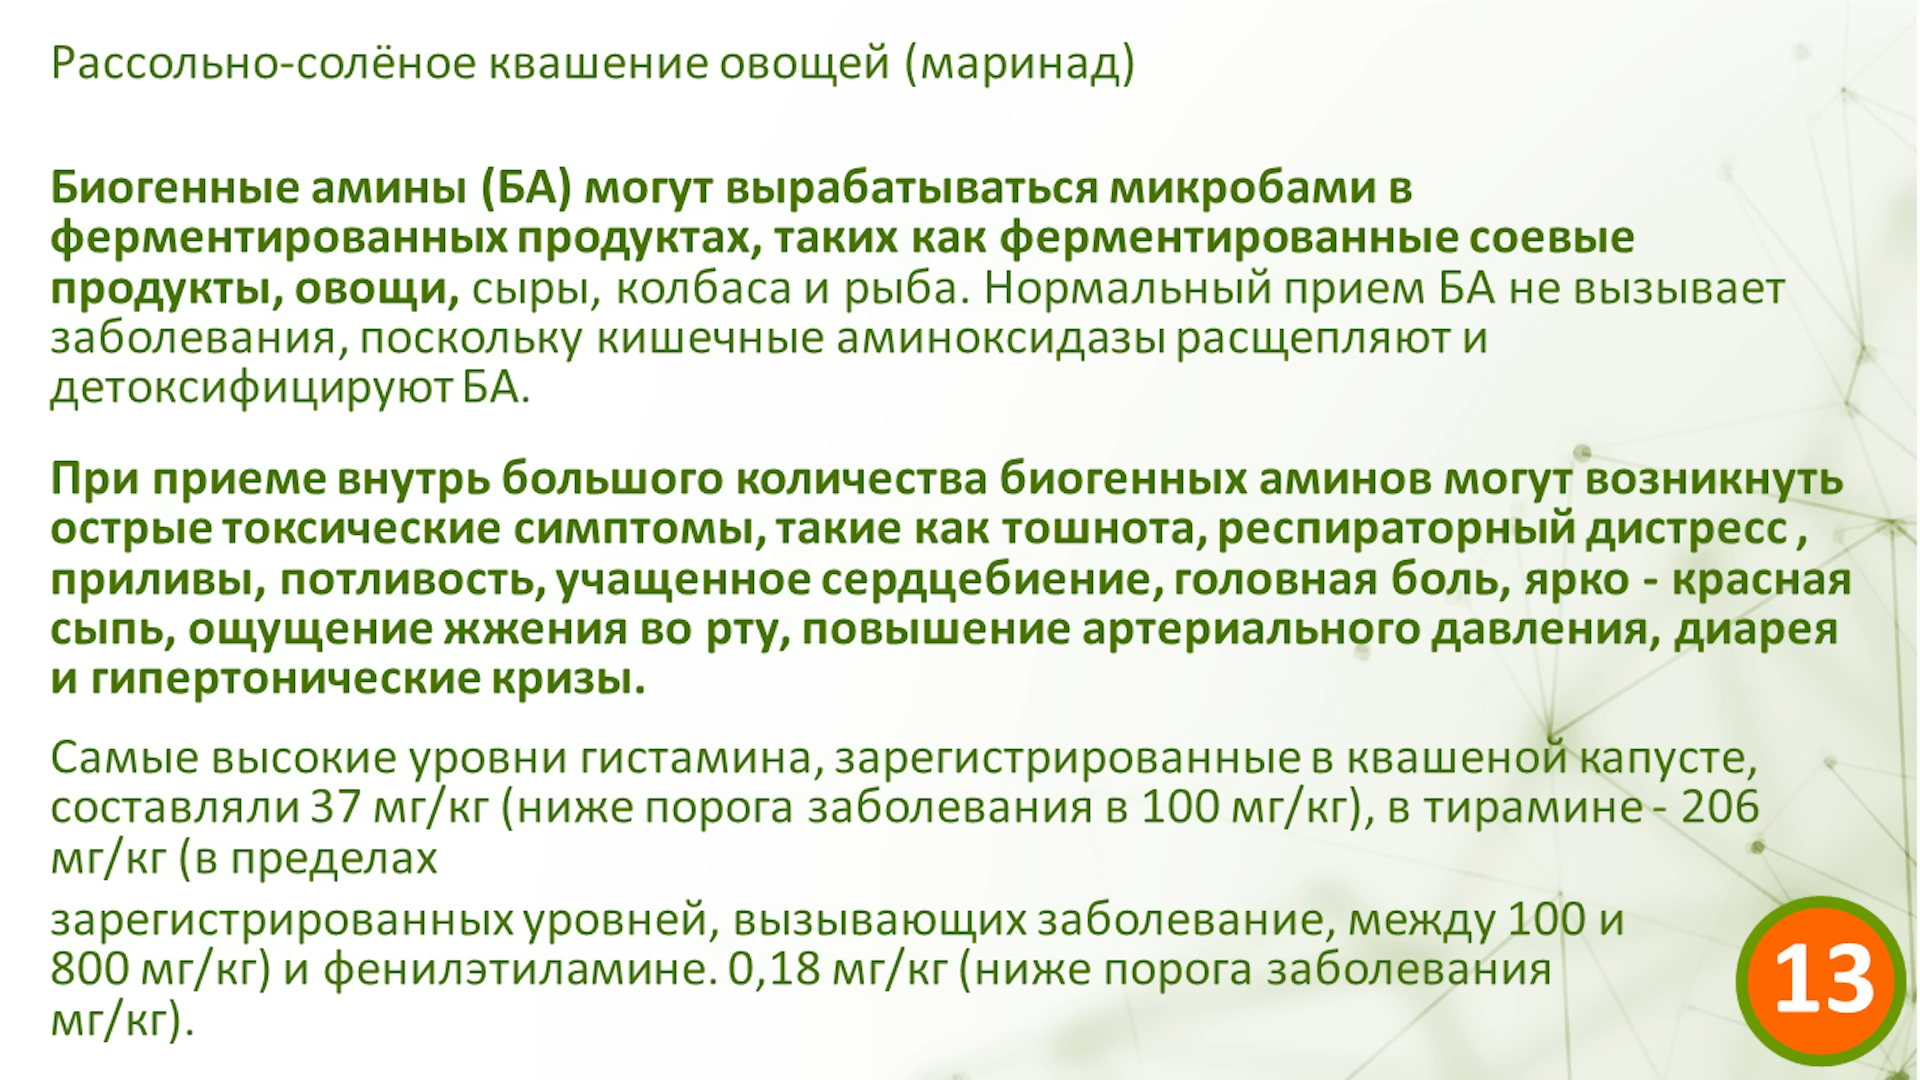 Рассольно-солёное квашение овощей (маринад)
Биогенные амины (БА) могут вырабатываться микробами в
ферментированных продуктах, таких как ферментированные соевые
продукты, овощи, сыры, колбаса и рыба. Нормальный прием БА не вызывает
заболевания, поскольку кишечные аминоксидазы расщепляют и
детоксифицируют БА.
При приеме внутрь большого количества биогенных аминов могут возникнуть
острые токсические симптомы, такие как тошнота, респираторный дистресс ,
приливы, потливость, учащенное сердцебиение, головная боль, ярко - красная
сыпь, ощущение жжения во рту, повышение артериального давления, диарея
и гипертонические кризы.
Самые высокие уровни гистамина, зарегистрированные в квашеной капусте,
составляли 37 мг/кг (ниже порога заболевания в 100 мг/кг), в тирамине - 206
мг/кг (в пределах
зарегистрированных уровней, вызывающих заболевание, между 100 и
800 мг/кг) и фенилэтиламине. 0,18 мг/кг (ниже порога заболевания
мг/кг).
13